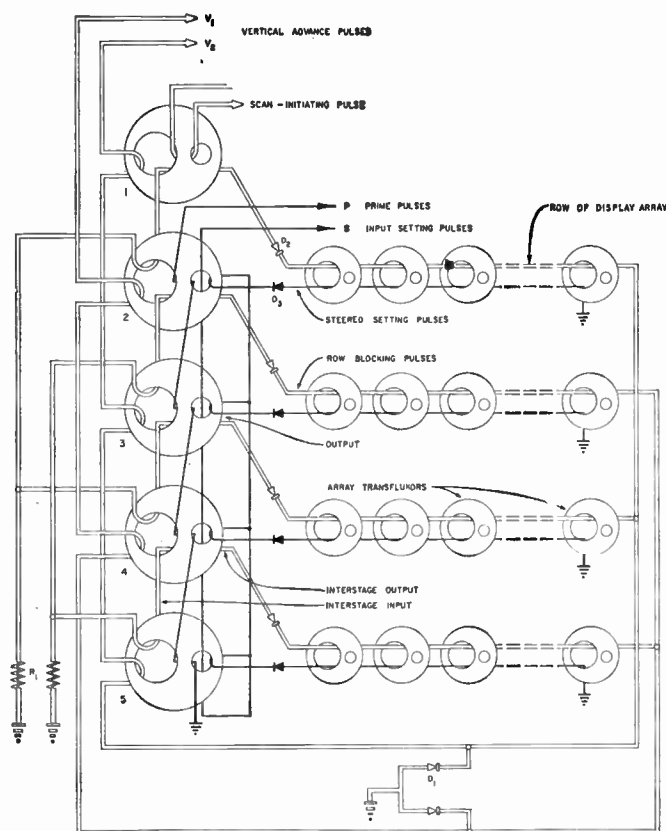 V₁
VERTICAL ADVANCE PULSES
V₂
SCAN-INITIATING PULSE
1
P PRIME PULSES
ROW OF DISPLAY ARRAY
S INPUT SETTING PULSES
D₂
D₃
STEERED SETTING PULSES
2
ROW BLOCKING PULSES
OUTPUT
3
ARRAY TRANSFLUXORS
4
INTERSTAGE OUTPUT
INTERSTAGE INPUT
R₁
5
D₁